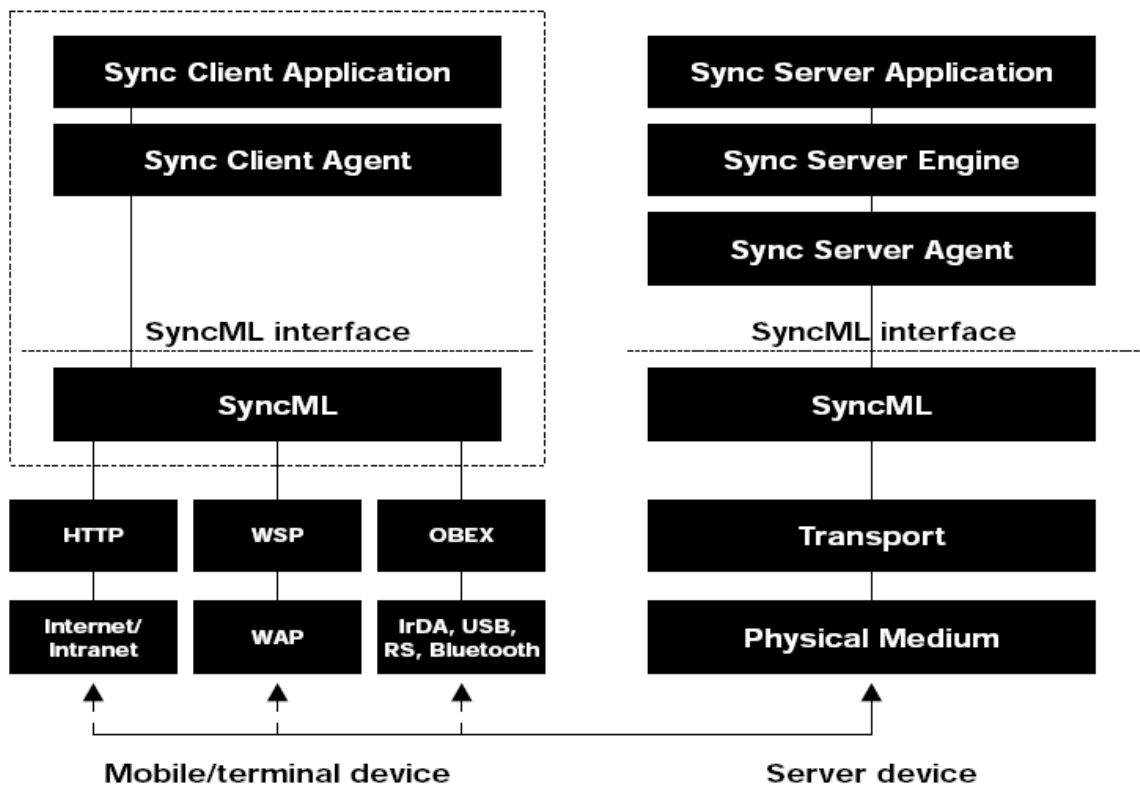 Sync Client Application
Sync Client Agent
SyncML interface
SyncML
HTTP
WSP
OBEX
Internet/
Intranet
WAP
IrDA, USB,
RS, Bluetooth
Mobile/terminal device
Sync Server Application
Sync Server Engine
Sync Server Agent
SyncML interface
SyncML
Transport
Physical Medium
Server device